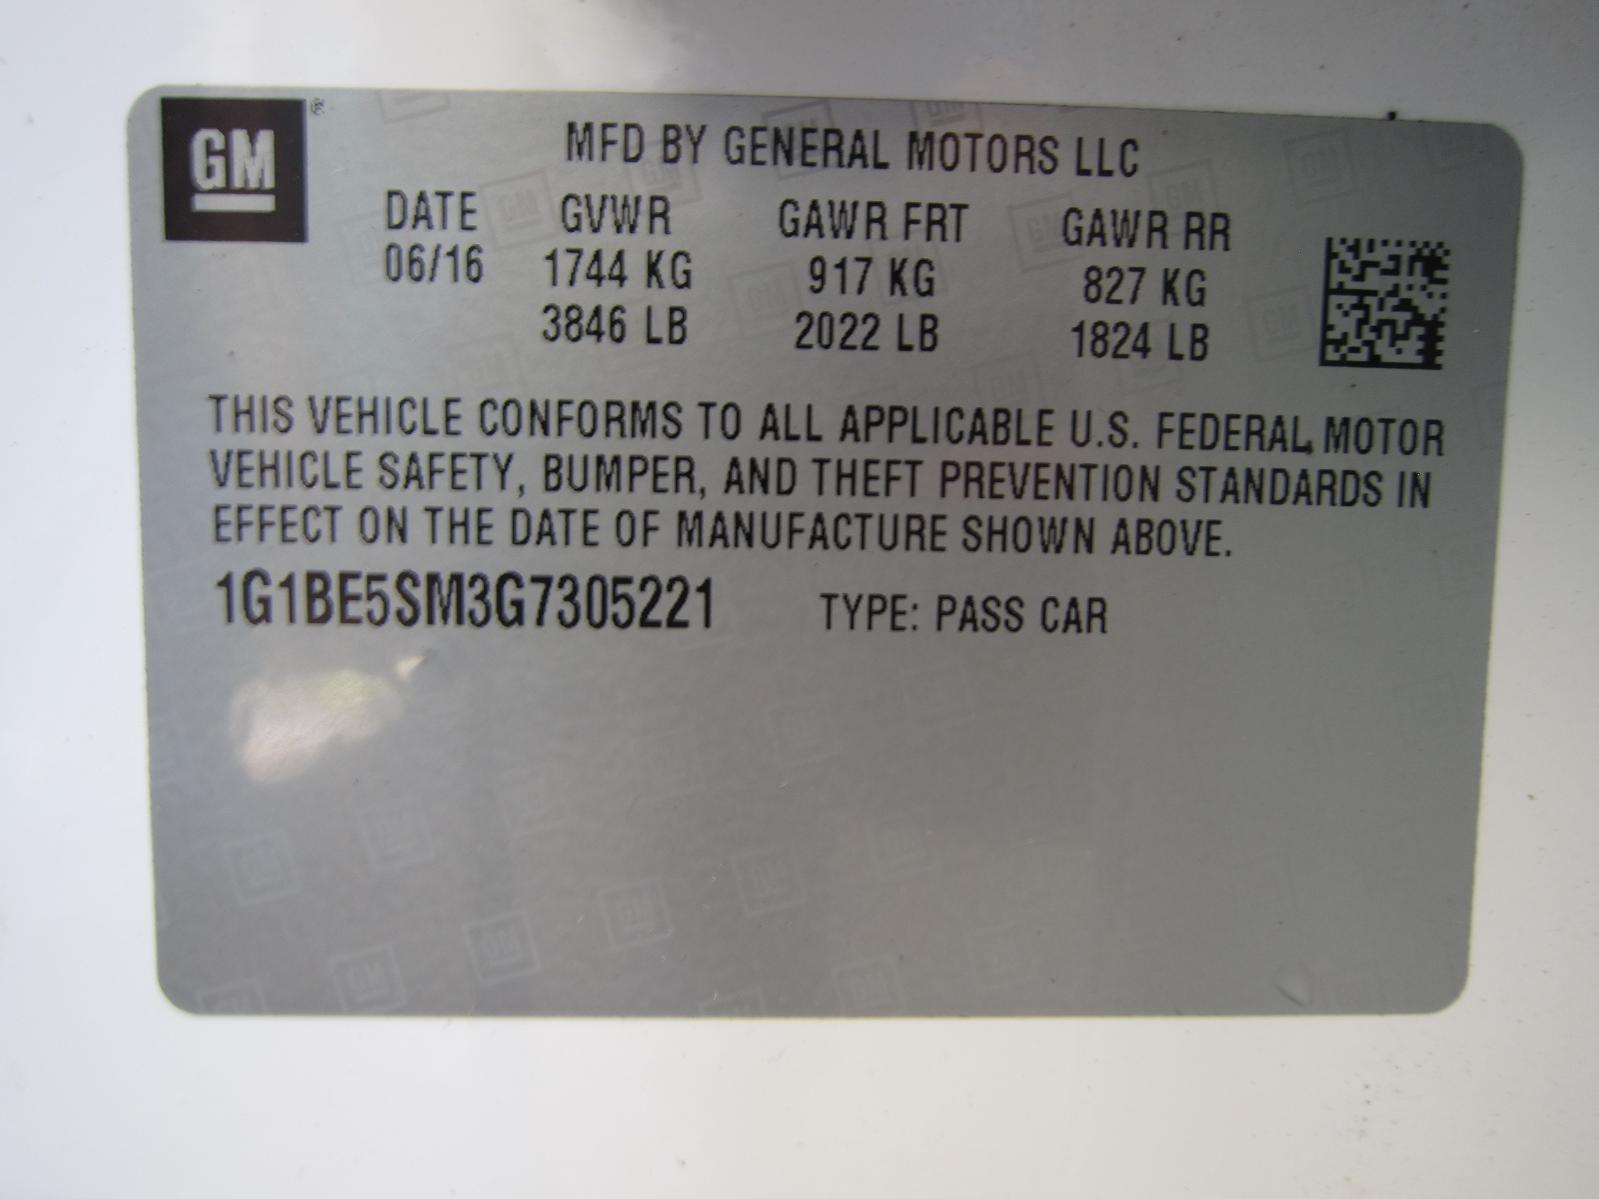 GM ®
MFD BY GENERAL MOTORS LLC
DATE GVWR GAWR FRT GAWR RR
06/16 1744 KG 917 KG 827 KG
3846 LB 2022 LB 1824 LB
THIS VEHICLE CONFORMS TO ALL APPLICABLE U.S. FEDERAL MOTOR
VEHICLE SAFETY, BUMPER, AND THEFT PREVENTION STANDARDS IN
EFFECT ON THE DATE OF MANUFACTURE SHOWN ABOVE.
1G1BE5SM3G7305221 TYPE: PASS CAR